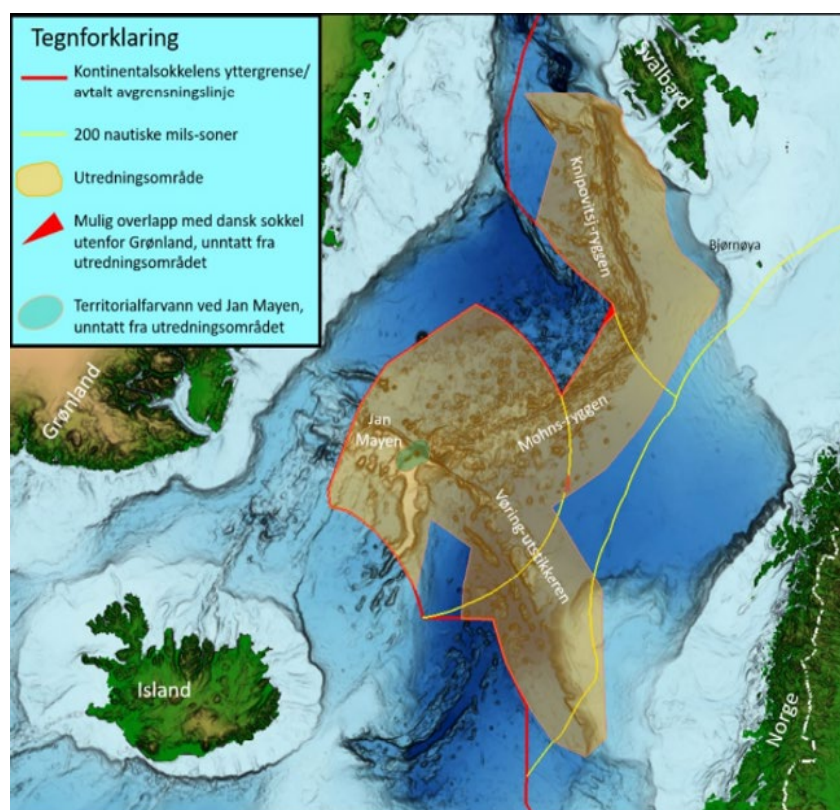 Tegnforklaring
Kontinentalsokkelens yttergrense/
avtalt avgrensningslinje
200 nautiske mils-soner
Utredningsområde
Mulig overlapp med dansk sokkel
utenfor Grønland, unntatt fra
utredningsområdet
Territorialfarvann ved Jan Mayen,
unntatt fra utredningsområdet
Svalbard
Knipovitsj-ryggen
Bjørnøya
Grønland
Jan
Mayen
Mohns-ryggen
Vøring-utstikkeren
Island
Norge